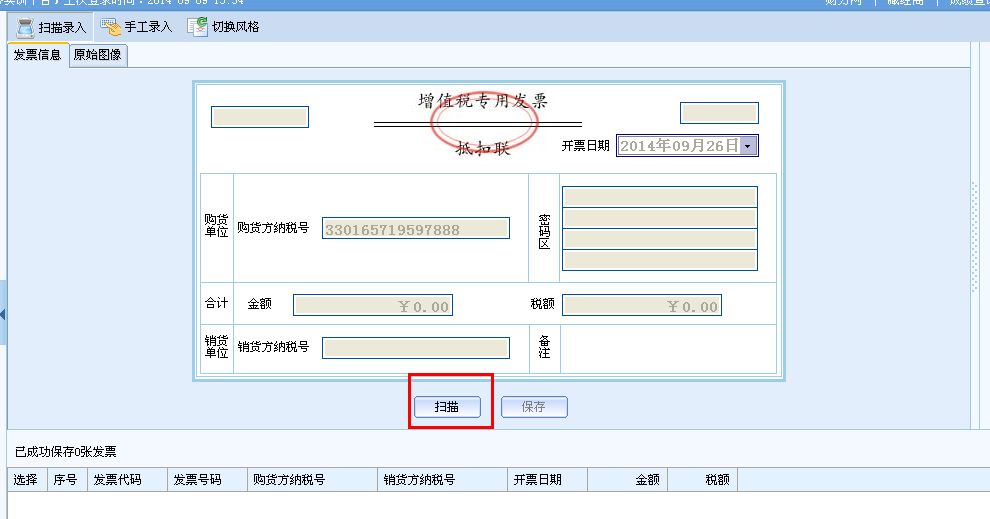 上次登录时间：2014-09-09 15:54
扫描录入 手工录入 切换风格
发票信息 原始图像
增值税专用发票
抵扣联
开票日期 2014年09月26日
购货单位 购货方纳税号 330165719597888 密码区
合计 金额 ￥0.00 税额 ￥0.00
销货单位 销货方纳税号 备注
扫描 保存
已成功保存0张发票
选择 序号 发票代码 发票号码 购货方纳税号 销货方纳税号 开票日期 金额 税额